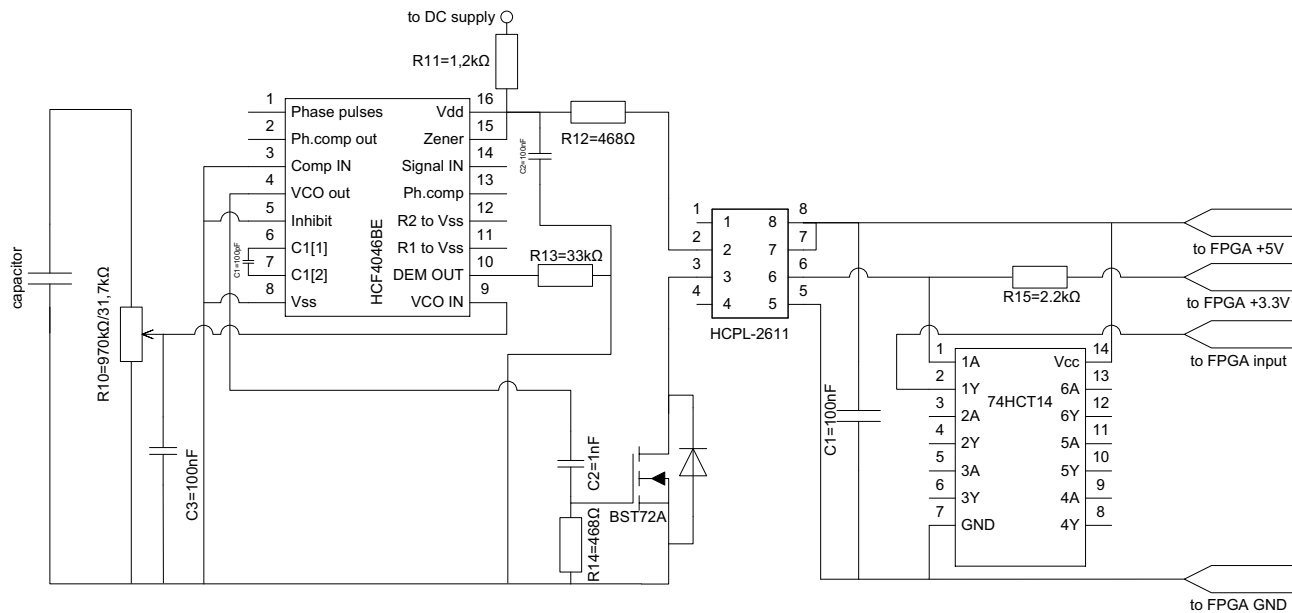 to DC supply
R11=1,2kΩ
capacitor
R10=970kΩ/31,7kΩ
C3=100nF
1 Phase pulses Vdd 16
2 Ph.comp out Zener 15
3 Comp IN Signal IN 14
4 VCO out Ph.comp 13
5 Inhibit R2 to Vss 12
6 C1[1] R1 to Vss 11
7 C1[2] DEM OUT 10
8 Vss VCO IN 9
HCF4046BE
C1=100pF
C2=100nF
R12=468Ω
R13=33kΩ
C2=1nF
R14=468Ω
BST72A
1 1 8 8
2 2 7 7
3 3 6 6
4 4 5 5
HCPL-2611
C1=100nF
R15=2.2kΩ
to FPGA +5V
to FPGA +3.3V
to FPGA input
1 1A Vcc 14
2 1Y 6A 13
74HCT14
3 2A 6Y 12
4 2Y 5A 11
5 3A 5Y 10
6 3Y 4A 9
7 GND 4Y 8
to FPGA GND